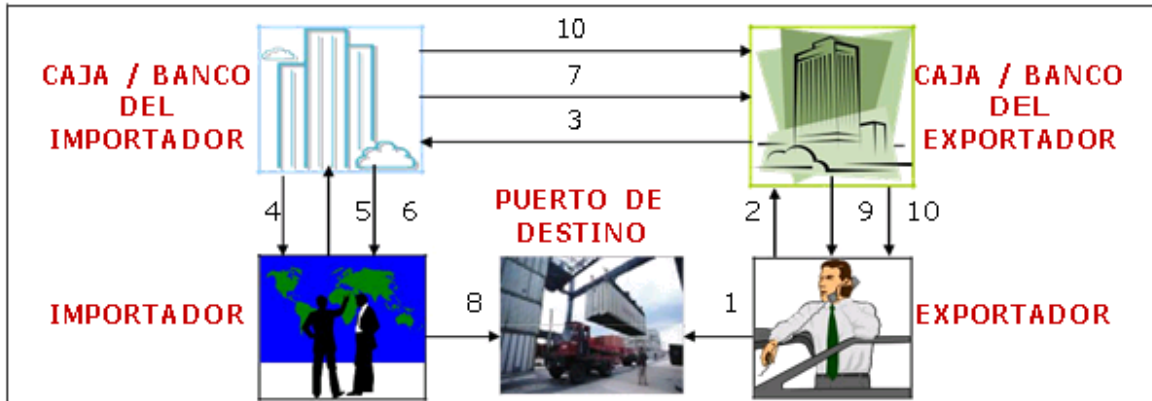 10
CAJA / BANCO
DEL
IMPORTADOR
7
3
CAJA / BANCO
DEL
EXPORTADOR
4
5
6
PUERTO DE
DESTINO
2
9
10
IMPORTADOR
8
1
EXPORTADOR